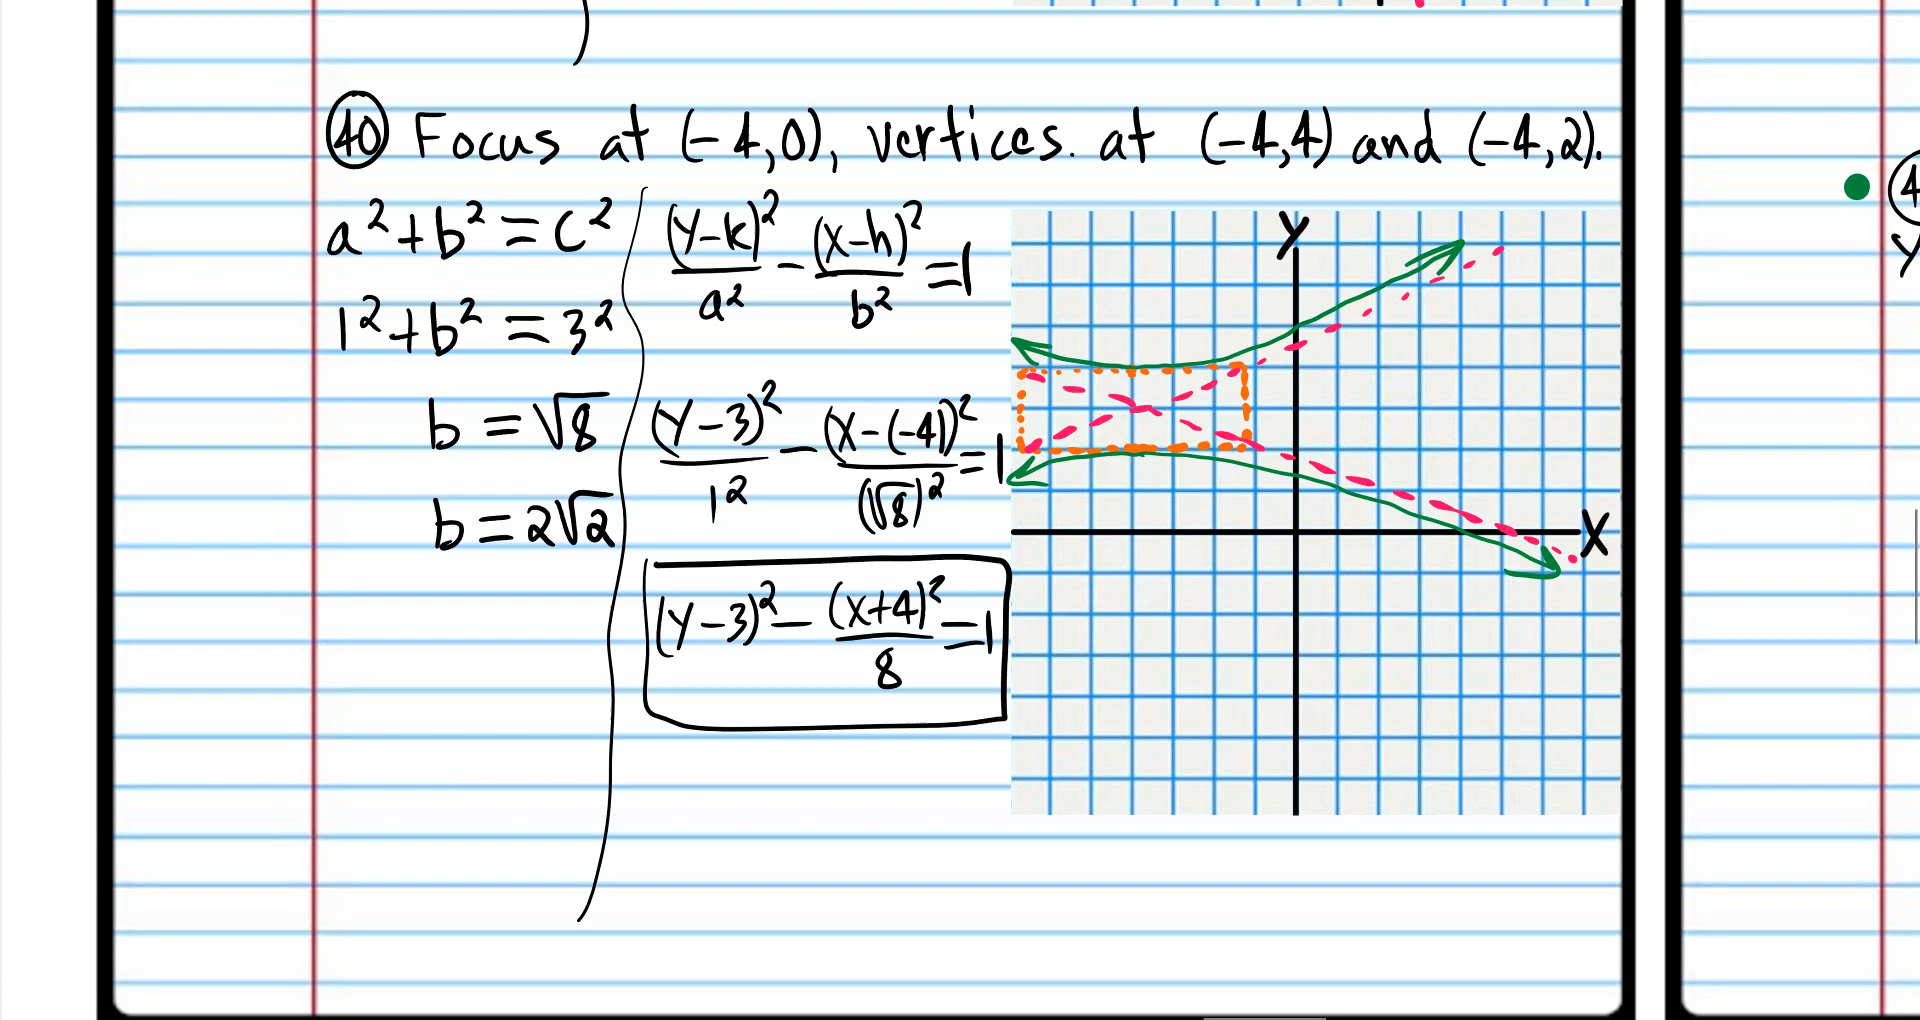 40 Focus at (-4,0), vertices. at (-4,4) and (-4,2).
a² + b² = c²
1² + b² = 3²
b = √8
b = 2√2
(y-k)²/a² - (x-h)²/b² = 1
(y-3)²/1² - (x-(-4))²/(√8)² = 1
(y-3)² - (x+4)²/8 = 1
y
x
4
y